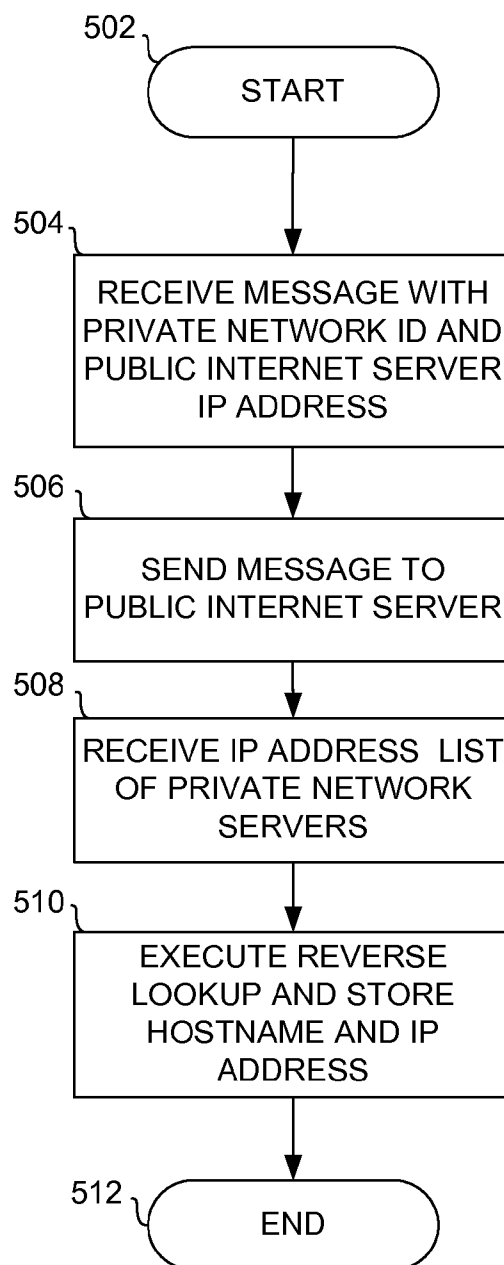 502
START
504
RECEIVE MESSAGE WITH
PRIVATE NETWORK ID AND
PUBLIC INTERNET SERVER
IP ADDRESS
506
SEND MESSAGE TO
PUBLIC INTERNET SERVER
508
RECEIVE IP ADDRESS LIST
OF PRIVATE NETWORK
SERVERS
510
EXECUTE REVERSE
LOOKUP AND STORE
HOSTNAME AND IP
ADDRESS
512
END